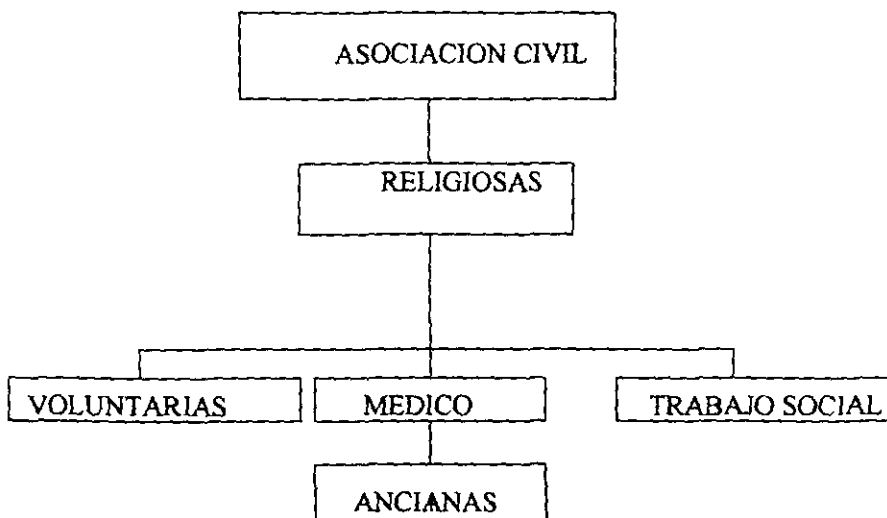 ASOCIACION CIVIL
RELIGIOSAS
VOLUNTARIAS
MEDICO
TRABAJO SOCIAL
ANCIANAS